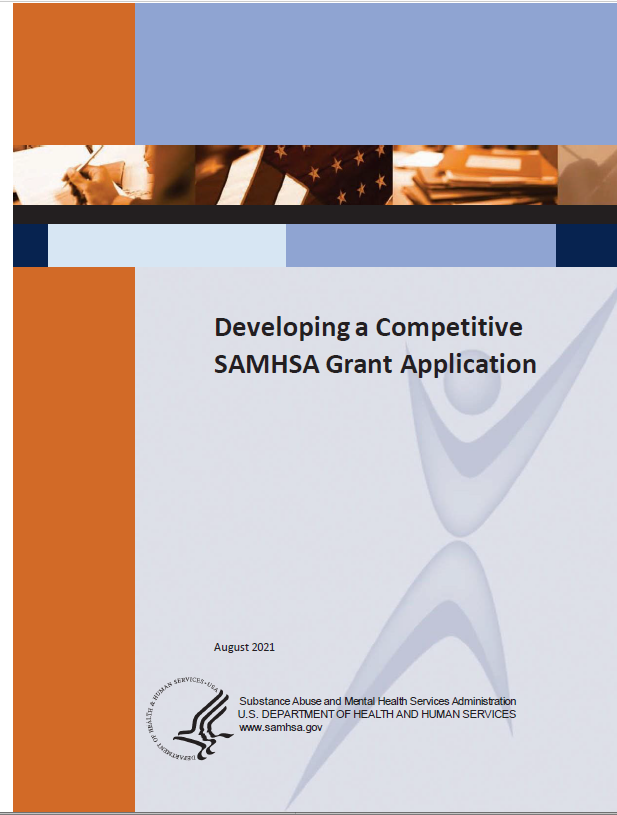 Developing a Competitive
SAMHSA Grant Application
August 2021
DEPARTMENT OF HEALTH & HUMAN SERVICES • USA
Substance Abuse and Mental Health Services Administration
U.S. DEPARTMENT OF HEALTH AND HUMAN SERVICES
www.samhsa.gov